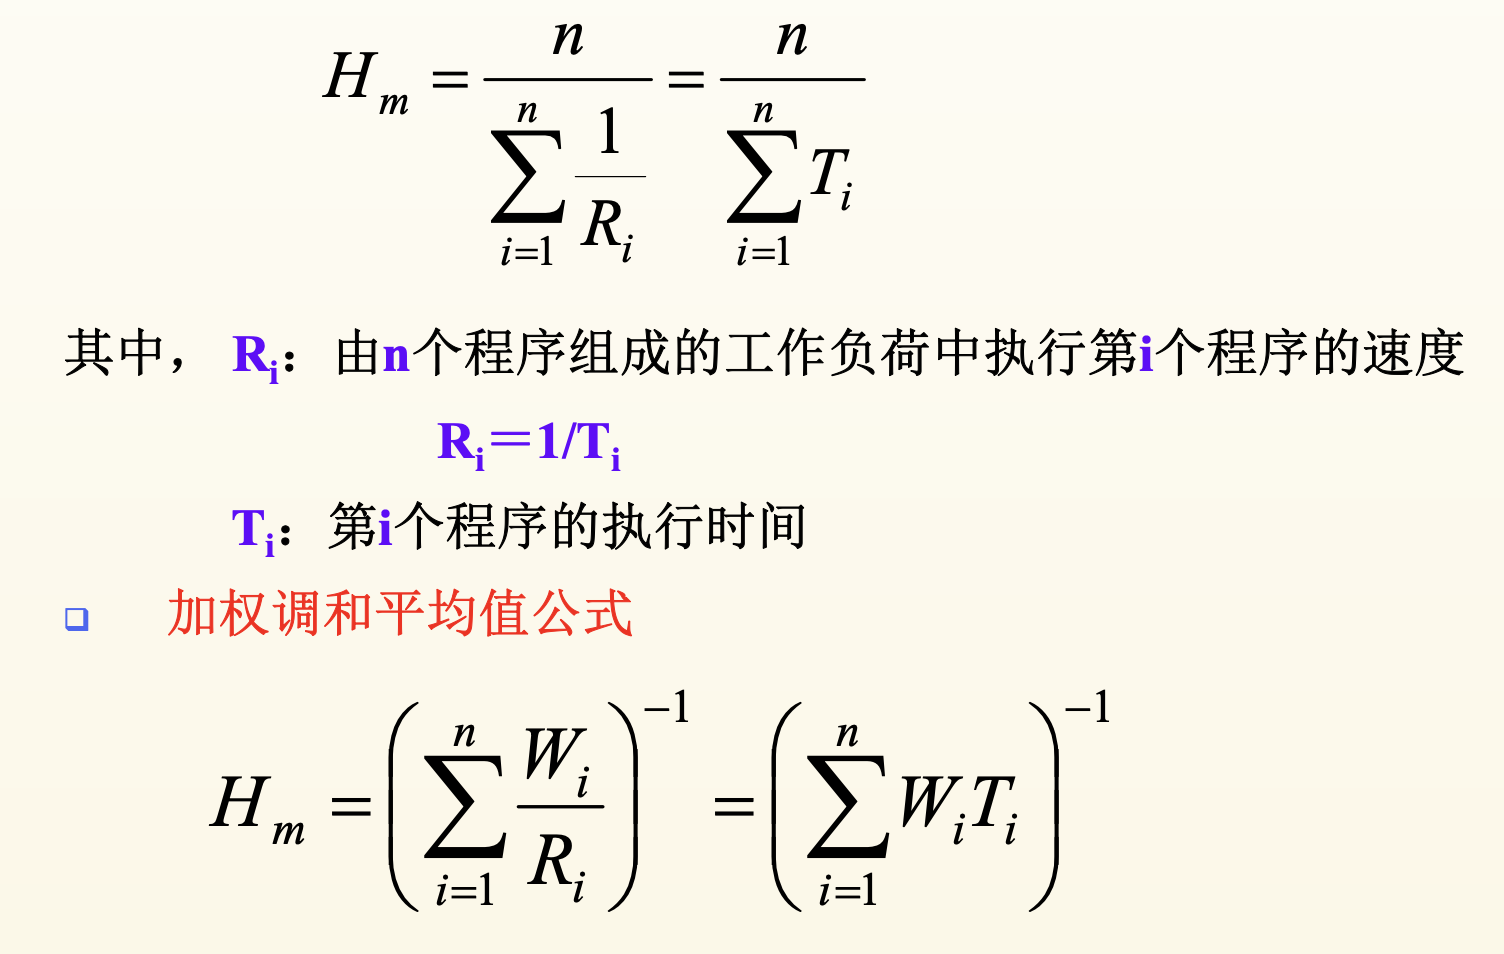 H_m = \frac{n}{\sum_{i=1}^{n} \frac{1}{R_i}} = \frac{n}{\sum_{i=1}^{n} T_i}
其中， R_i：由n个程序组成的工作负荷中执行第i个程序的速度
R_i＝1/T_i
T_i：第i个程序的执行时间
❑ 加权调和平均值公式
H_m = \left( \sum_{i=1}^{n} \frac{W_i}{R_i} \right)^{-1} = \left( \sum_{i=1}^{n} W_i T_i \right)^{-1}